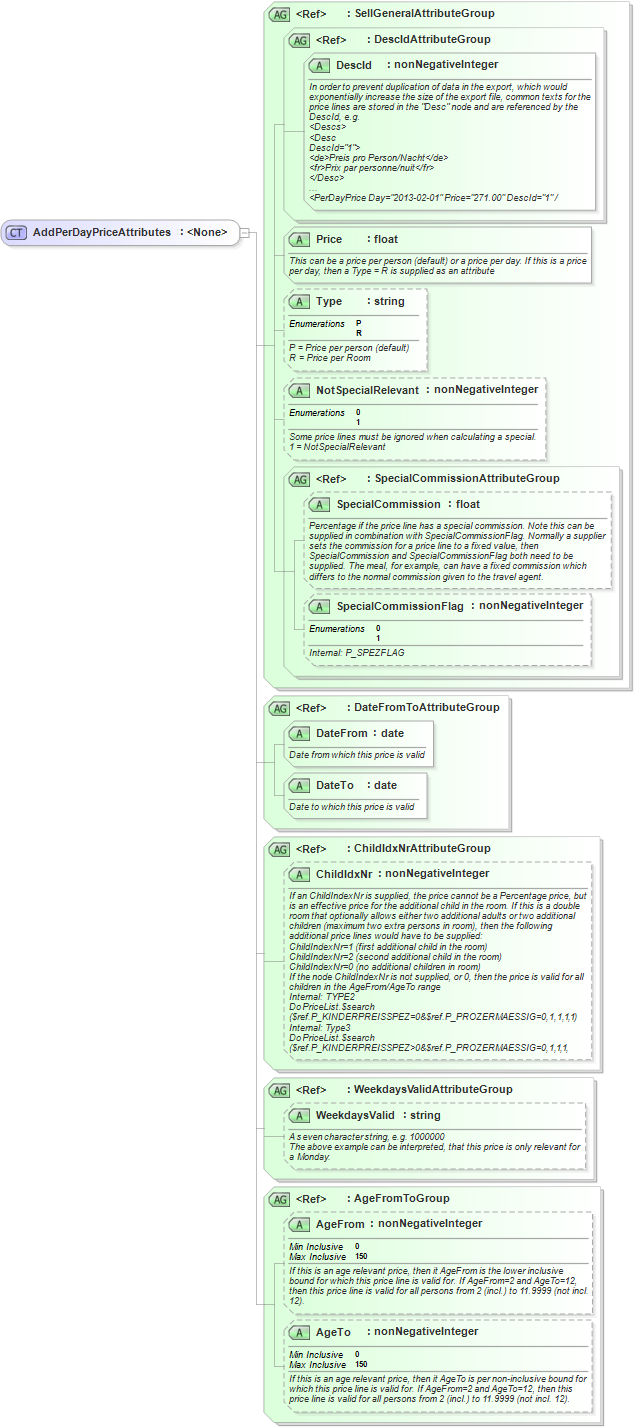 AG <Ref> : SellGeneralAttributeGroup
AG <Ref> : DescIdAttributeGroup
A DescId : nonNegativeInteger
In order to prevent duplication of data in the export, which would
exponentially increase the size of the export file, common texts for the
price lines are stored in the "Desc" node and are referenced by the
DescId, e.g.
<Descs>
<Desc
DescId="1">
<de>Preis pro Person/Nacht</de>
<fr>Prix par personne/nuit</fr>
</Desc>
...
<PerDayPrice Day="2013-02-01" Price="271.00" DescId="1" /
CT AddPerDayPriceAttributes : <None>
A Price : float
This can be a price per person (default) or a price per day. If this is a price
per day, then a Type = R is supplied as an attribute
A Type : string
Enumerations P
R
P = Price per person (default)
R = Price per Room
A NotSpecialRelevant : nonNegativeInteger
Enumerations 0
1
Some price lines must be ignored when calculating a special.
1 = NotSpecialRelevant
AG <Ref> : SpecialCommissionAttributeGroup
A SpecialCommission : float
Percentage if the price line has a special commission. Note this can be
supplied in combination with SpecialCommissionFlag. Normally a supplier
sets the commission for a price line to a fixed value, then
SpecialCommission and SpecialCommissionFlag both need to be
supplied. The meal, for example, can have a fixed commission which
differs to the normal commission given to the travel agent.
A SpecialCommissionFlag : nonNegativeInteger
Enumerations 0
1
Internal: P_SPEZFLAG
AG <Ref> : DateFromToAttributeGroup
A DateFrom : date
Date from which this price is valid
A DateTo : date
Date to which this price is valid
AG <Ref> : ChildIdxNrAttributeGroup
A ChildIdxNr : nonNegativeInteger
If an ChildIndexNr is supplied, the price cannot be a Percentage price, but
is an effective price for the additional child in the room. If this is a double
room that optionally allows either two additional adults or two additional
children (maximum two extra persons in room), then the following
additional price lines would have to be supplied:
ChildIndexNr=1 (first additional child in the room)
ChildIndexNr=2 (second additional child in the room)
ChildIndexNr=0 (no additional children in room)
If the node ChildIndexNr is not supplied, or 0, then the price is valid for all
children in the AgeFrom/AgeTo range
Internal: TYPE2
DoPriceList.$search
($ref.P_KINDERPREISSPEZ=0&$ref.P_PROZERMAESSIG=0,1,1,1,1)
Internal: Type3
DoPriceList.$search
($ref.P_KINDERPREISSPEZ>0&$ref.P_PROZERMAESSIG=0,1,1,1,
AG <Ref> : WeekdaysValidAttributeGroup
A WeekdaysValid : string
A seven character string, e.g. 1000000
The above example can be interpreted, that this price is only relevant for
a Monday.
AG <Ref> : AgeFromToGroup
A AgeFrom : nonNegativeInteger
Min Inclusive 0
Max Inclusive 150
If this is an age relevant price, then it AgeFrom is the lower inclusive
bound for which this price line is valid for. If AgeFrom=2 and AgeTo=12,
then this price line is valid for all persons from 2 (incl.) to 11.9999 (not incl.
12).
A AgeTo : nonNegativeInteger
Min Inclusive 0
Max Inclusive 150
If this is an age relevant price, then it AgeTo is per non-inclusive bound for
which this price line is valid for. If AgeFrom=2 and AgeTo=12, then this
price line is valid for all persons from 2 (incl.) to 11.9999 (not incl. 12).